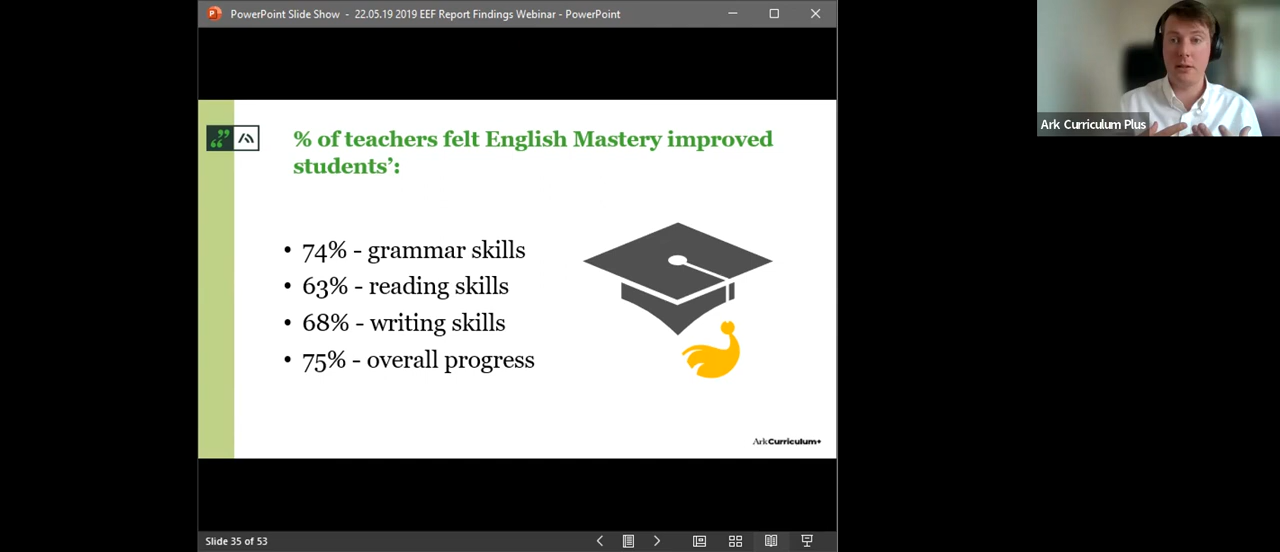 PowerPoint Slide Show - 22.05.19 2019 EEF Report Findings Webinar - PowerPoint
Ark Curriculum Plus
% of teachers felt English Mastery improved
students’:
• 74% - grammar skills
• 63% - reading skills
• 68% - writing skills
• 75% - overall progress
ArkCurriculum+
Slide 35 of 53